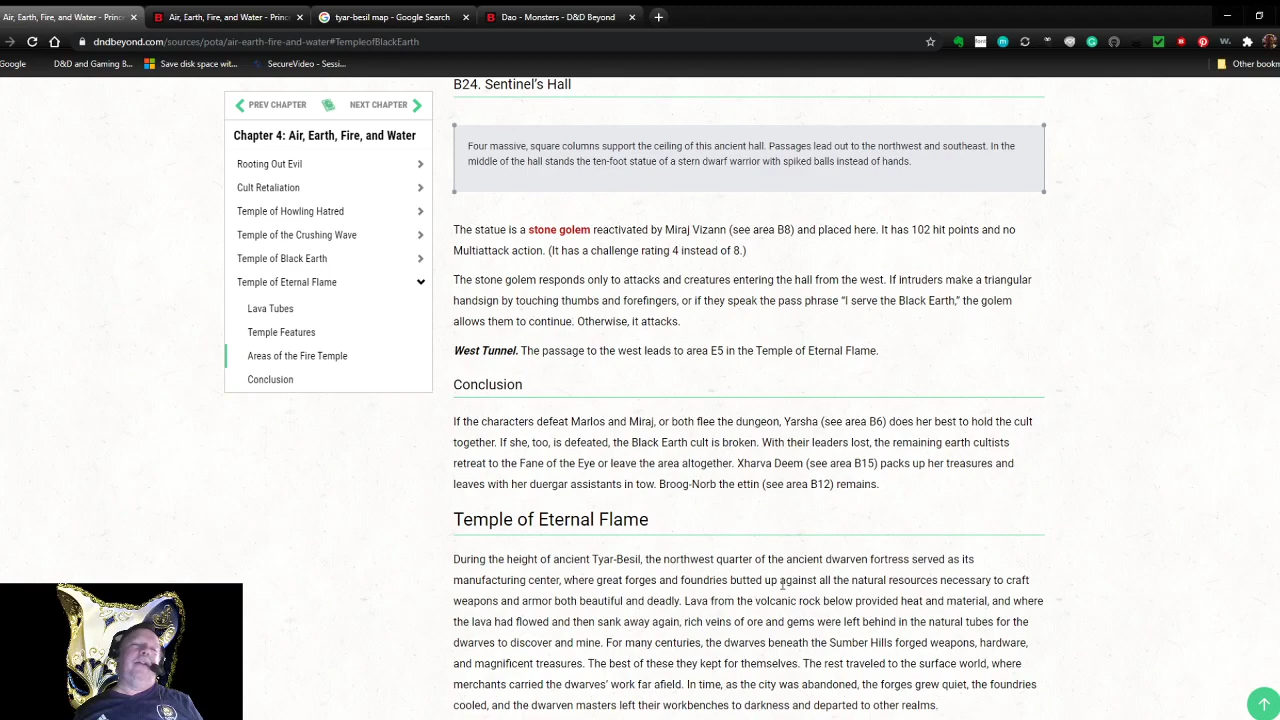 Air, Earth, Fire, and Water - Princ
Air, Earth, Fire, and Water - Princ
tyar-besil map - Google Search
Dao - Monsters - D&D Beyond
dndbeyond.com/sources/pota/air-earth-fire-and-water#TempleofBlackEarth
Google
D&D and Gaming B...
Save disk space wit...
SecureVideo - Sessi...
Other bookm
PREV CHAPTER
NEXT CHAPTER
Chapter 4: Air, Earth, Fire, and Water
Rooting Out Evil
Cult Retaliation
Temple of Howling Hatred
Temple of the Crushing Wave
Temple of Black Earth
Temple of Eternal Flame
Lava Tubes
Temple Features
Areas of the Fire Temple
Conclusion
B24. Sentinel's Hall
Four massive, square columns support the ceiling of this ancient hall. Passages lead out to the northwest and southeast. In the
middle of the hall stands the ten-foot statue of a stern dwarf warrior with spiked balls instead of hands.
The statue is a stone golem reactivated by Miraj Vizann (see area B8) and placed here. It has 102 hit points and no
Multiattack action. (It has a challenge rating 4 instead of 8.)
The stone golem responds only to attacks and creatures entering the hall from the west. If intruders make a triangular
handsign by touching thumbs and forefingers, or if they speak the pass phrase “I serve the Black Earth,” the golem
allows them to continue. Otherwise, it attacks.
West Tunnel. The passage to the west leads to area E5 in the Temple of Eternal Flame.
Conclusion
If the characters defeat Marlos and Miraj, or both flee the dungeon, Yarsha (see area B6) does her best to hold the cult
together. If she, too, is defeated, the Black Earth cult is broken. With their leaders lost, the remaining earth cultists
retreat to the Fane of the Eye or leave the area altogether. Xharva Deem (see area B15) packs up her treasures and
leaves with her duergar assistants in tow. Broog-Norb the ettin (see area B12) remains.
Temple of Eternal Flame
During the height of ancient Tyar-Besil, the northwest quarter of the ancient dwarven fortress served as its
manufacturing center, where great forges and foundries butted up against all the natural resources necessary to craft
weapons and armor both beautiful and deadly. Lava from the volcanic rock below provided heat and material, and where
the lava had flowed and then sank away again, rich veins of ore and gems were left behind in the natural tubes for the
dwarves to discover and mine. For many centuries, the dwarves beneath the Sumber Hills forged weapons, hardware,
and magnificent treasures. The best of these they kept for themselves. The rest traveled to the surface world, where
merchants carried the dwarves’ work far afield. In time, as the city was abandoned, the forges grew quiet, the foundries
cooled, and the dwarven masters left their workbenches to darkness and departed to other realms.